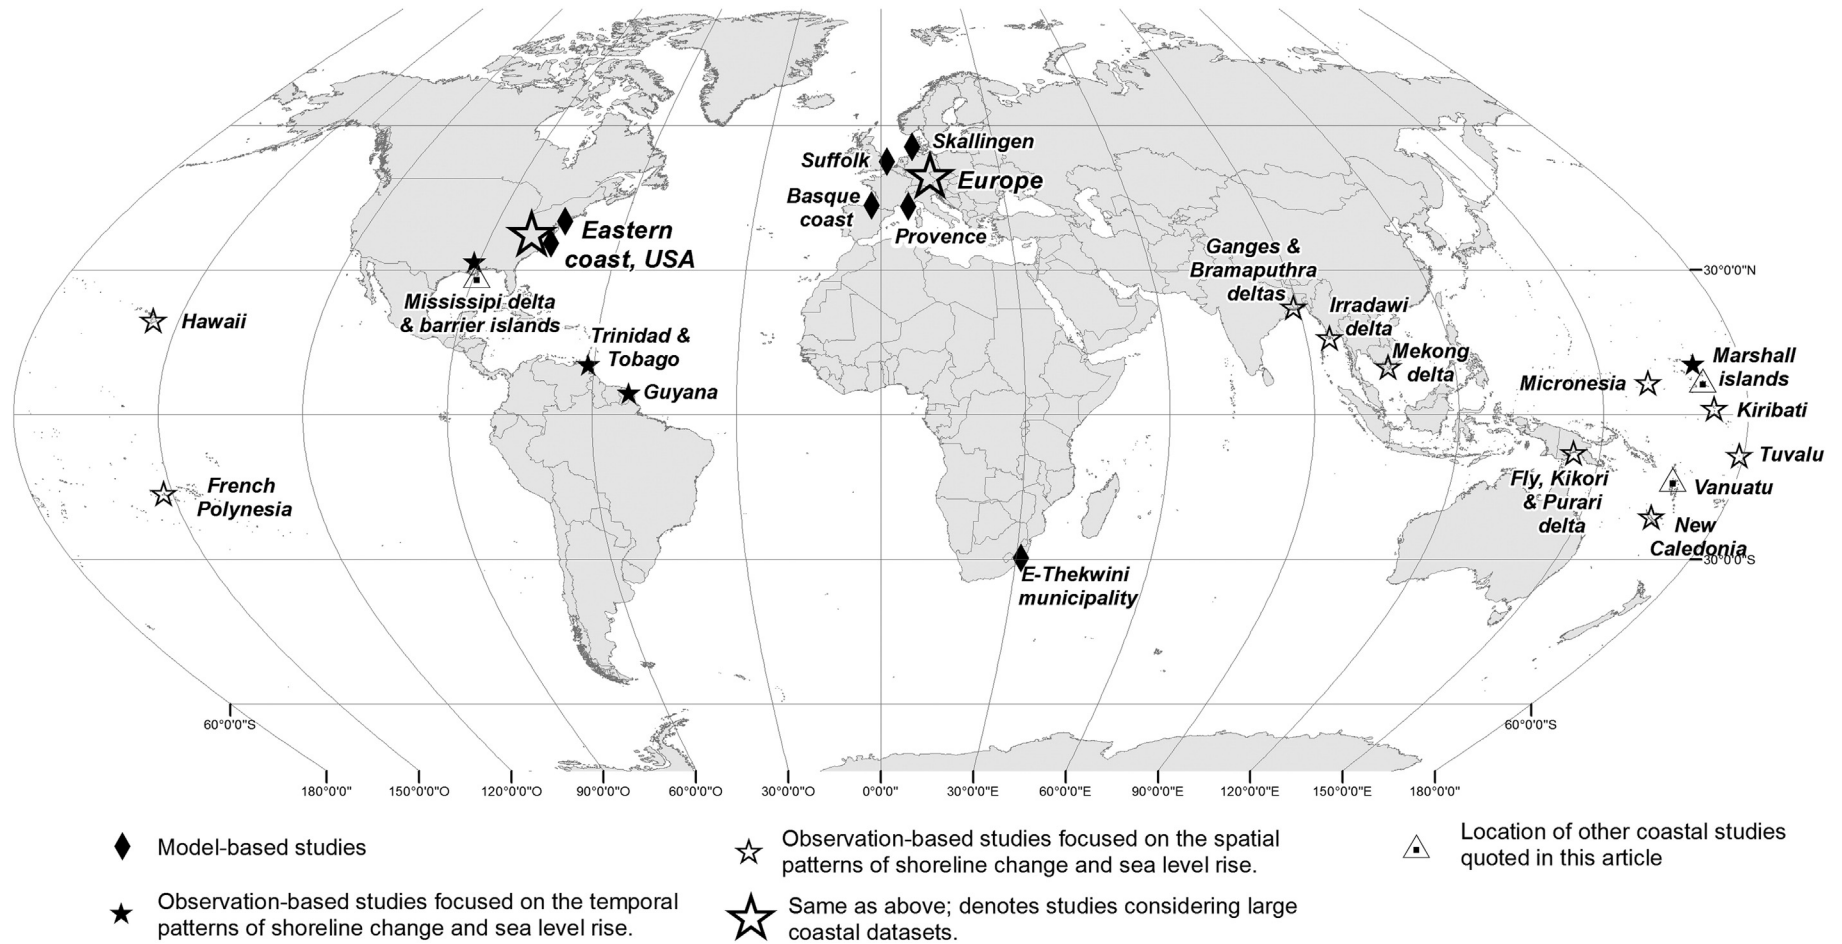 Skallingen
Suffolk
Europe
Basque
coast
Provence
Eastern
coast, USA
Ganges &
Bramaputhra
deltas
30°0'0"N
Mississipi delta
& barrier islands
Irradawi
delta
Hawaii
Trinidad &
Tobago
Mekong
delta
Marshall
islands
Micronesia
Guyana
Kiribati
Tuvalu
French
Polynesia
Fly, Kikori
& Purari
delta
Vanuatu
New
Caledonia
30°0'0"S
E-Thekwini
municipality
60°0'0"S
60°0'0"S
180°0'0"
150°0'0"O
120°0'0"O
90°0'0"O
60°0'0"O
30°0'0"O
0°0'0"
30°0'0"E
60°0'0"E
90°0'0"E
120°0'0"E
150°0'0"E
180°0'0"
Model-based studies
Observation-based studies focused on the temporal
patterns of shoreline change and sea level rise.
Observation-based studies focused on the spatial
patterns of shoreline change and sea level rise.
Same as above; denotes studies considering large
coastal datasets.
Location of other coastal studies
quoted in this article